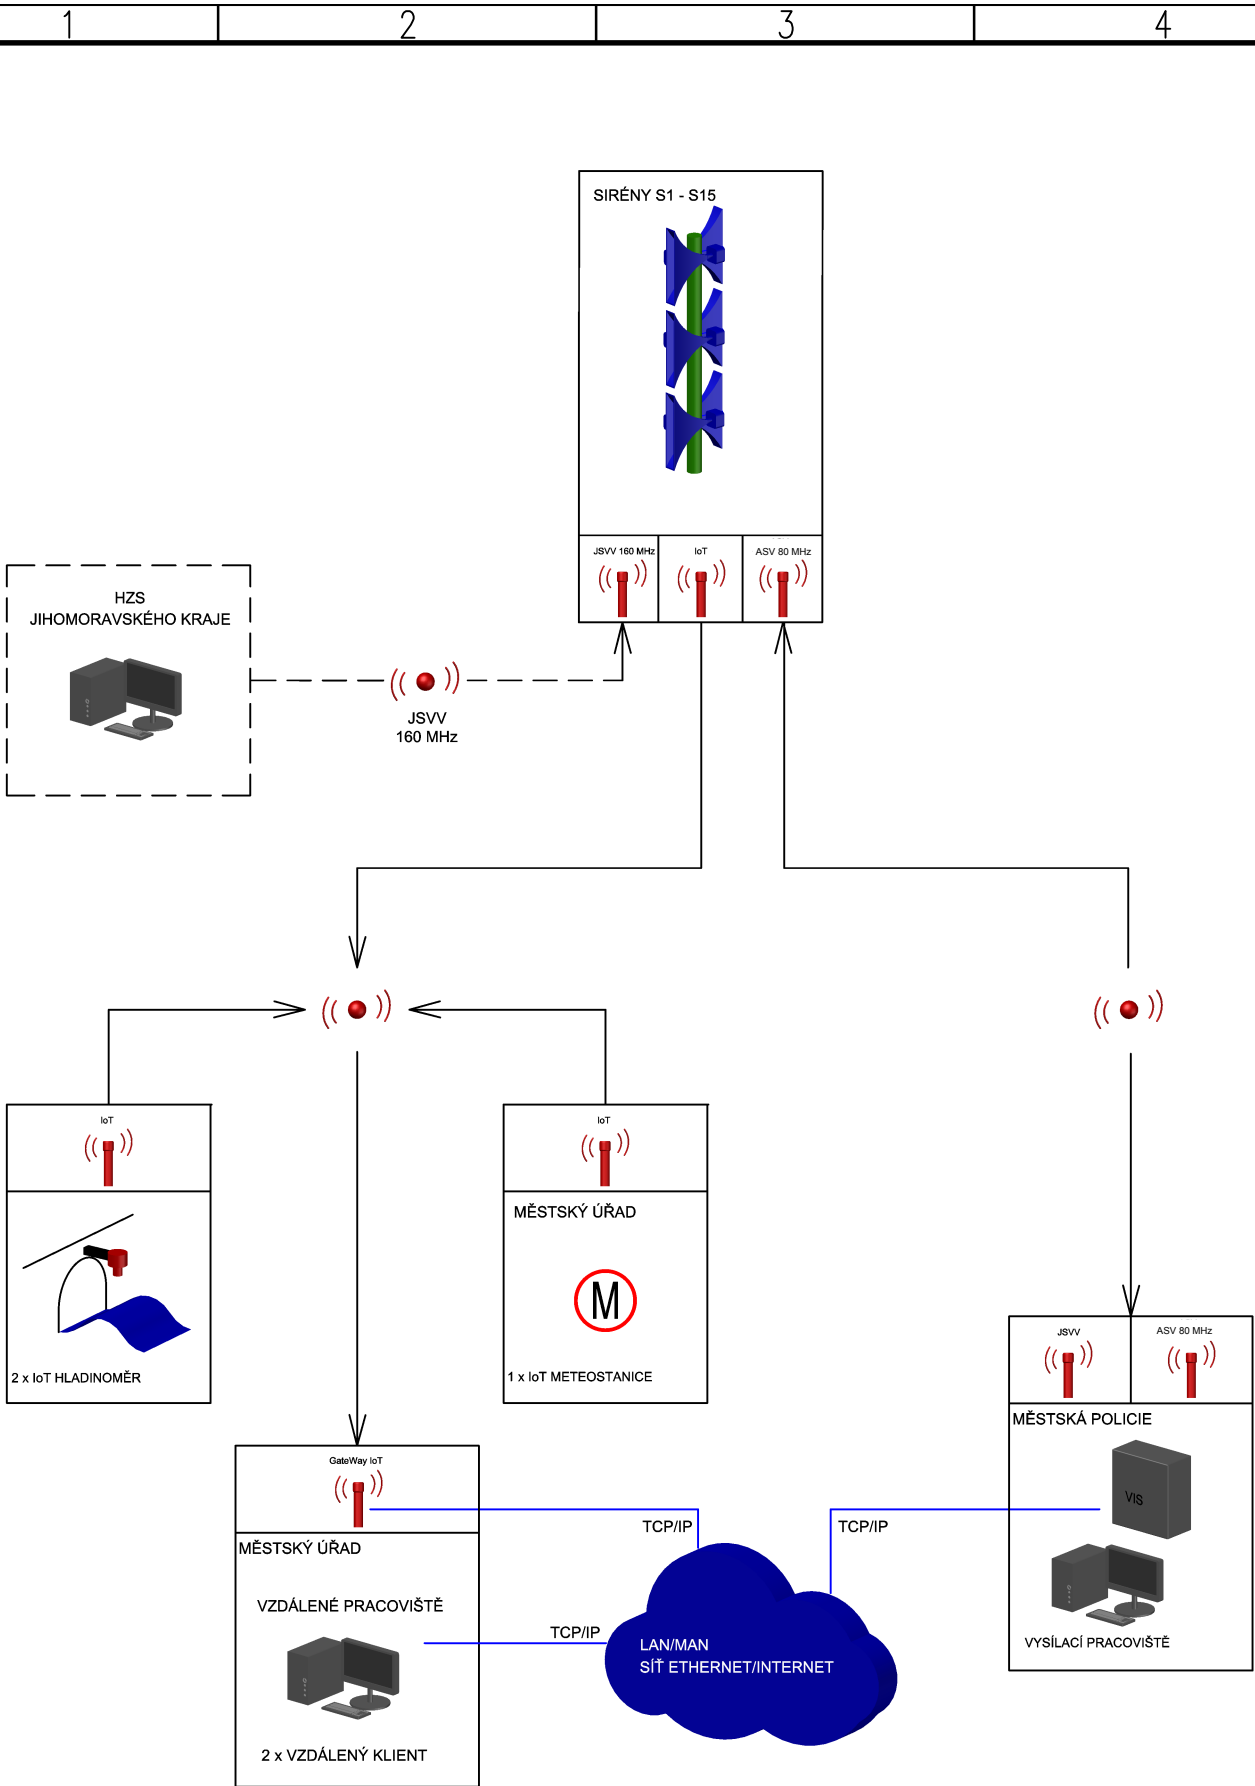 1 2 3 4
SIRÉNY S1 - S15
JSVV 160 MHz
IoT
ASV 80 MHz
HZS
JIHOMORAVSKÉHO KRAJE
JSVV
160 MHz
IoT
2 x IoT HLADINOMĚR
IoT
MĚSTSKÝ ÚŘAD
M
1 x IoT METEOSTANICE
JSVV
ASV 80 MHz
MĚSTSKÁ POLICIE
VIS
VYSÍLACÍ PRACOVIŠTĚ
GateWay IoT
MĚSTSKÝ ÚŘAD
VZDÁLENÉ PRACOVIŠTĚ
2 x VZDÁLENÝ KLIENT
TCP/IP
TCP/IP
TCP/IP
LAN/MAN
SÍŤ ETHERNET/INTERNET